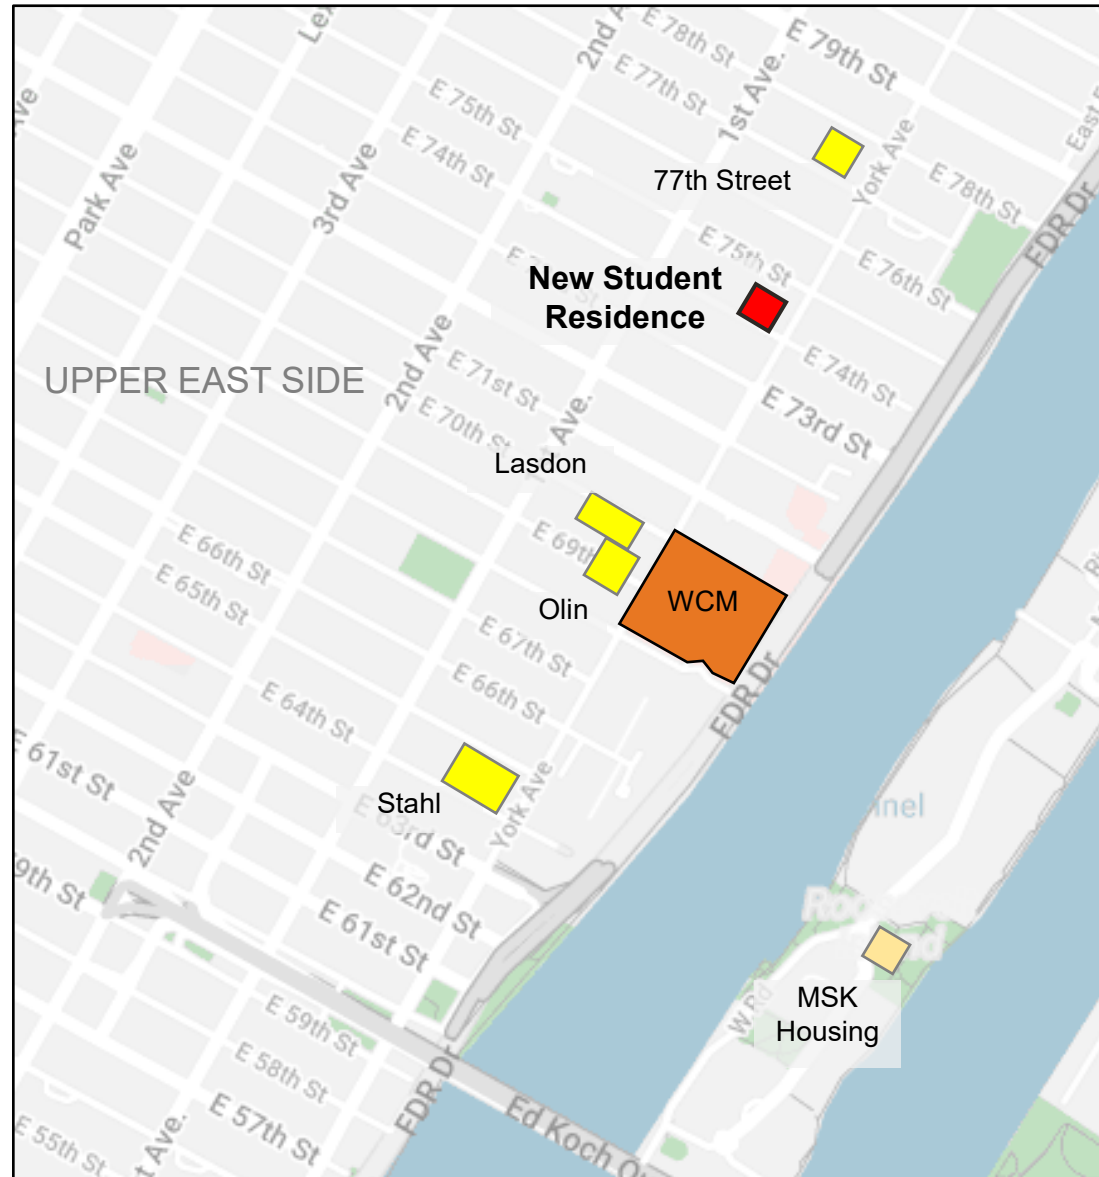 Park Ave
3rd Ave
2nd Ave
1st Ave.
E 79th St
E 78th St
E 77th St
E 75th St
E 74th St
77th Street
York Ave
E 78th St
FDR Dr
E 75th St
E 76th St
New Student
Residence
E 74th St
E 73rd St
UPPER EAST SIDE
2nd Ave
E 71st St
E 70th St
Ave.
Lasdon
E 69th
WCM
Olin
E 66th St
E 65th St
E 67th St
E 66th St
E 64th St
FDR Dr
E 61st St
Stahl
E 63rd St
York Ave
2nd Ave
E 62nd St
E 61st St
MSK
Housing
W Rd
E 59th St
E 58th St
E 57th St
E 55th St
FDR Dr
Ed Koch